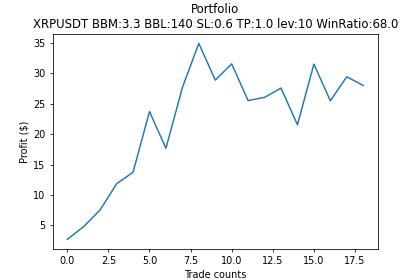 Portfolio
XRPUSDT BBM:3.3 BBL:140 SL:0.6 TP:1.0 lev:10 WinRatio:68.0
35
30
25
20
15
10
5
Profit ($)
0.0 2.5 5.0 7.5 10.0 12.5 15.0 17.5
Trade counts